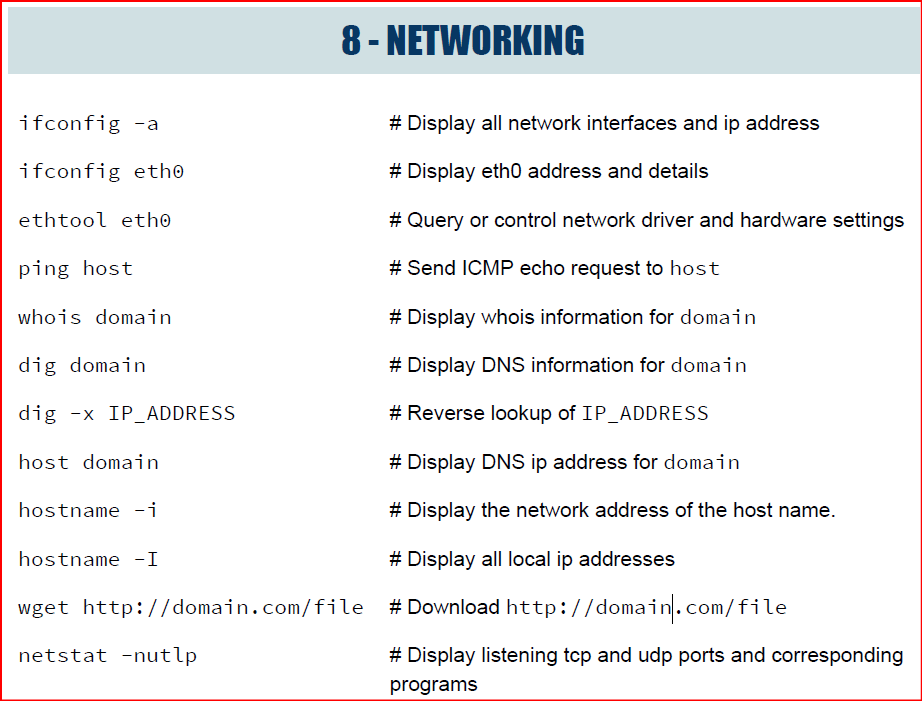 8 - NETWORKING
ifconfig -a # Display all network interfaces and ip address
ifconfig eth0 # Display eth0 address and details
ethtool eth0 # Query or control network driver and hardware settings
ping host # Send ICMP echo request to host
whois domain # Display whois information for domain
dig domain # Display DNS information for domain
dig -x IP_ADDRESS # Reverse lookup of IP_ADDRESS
host domain # Display DNS ip address for domain
hostname -i # Display the network address of the host name.
hostname -I # Display all local ip addresses
wget http://domain.com/file # Download http://domain.com/file
netstat -nutlp # Display listening tcp and udp ports and corresponding
programs